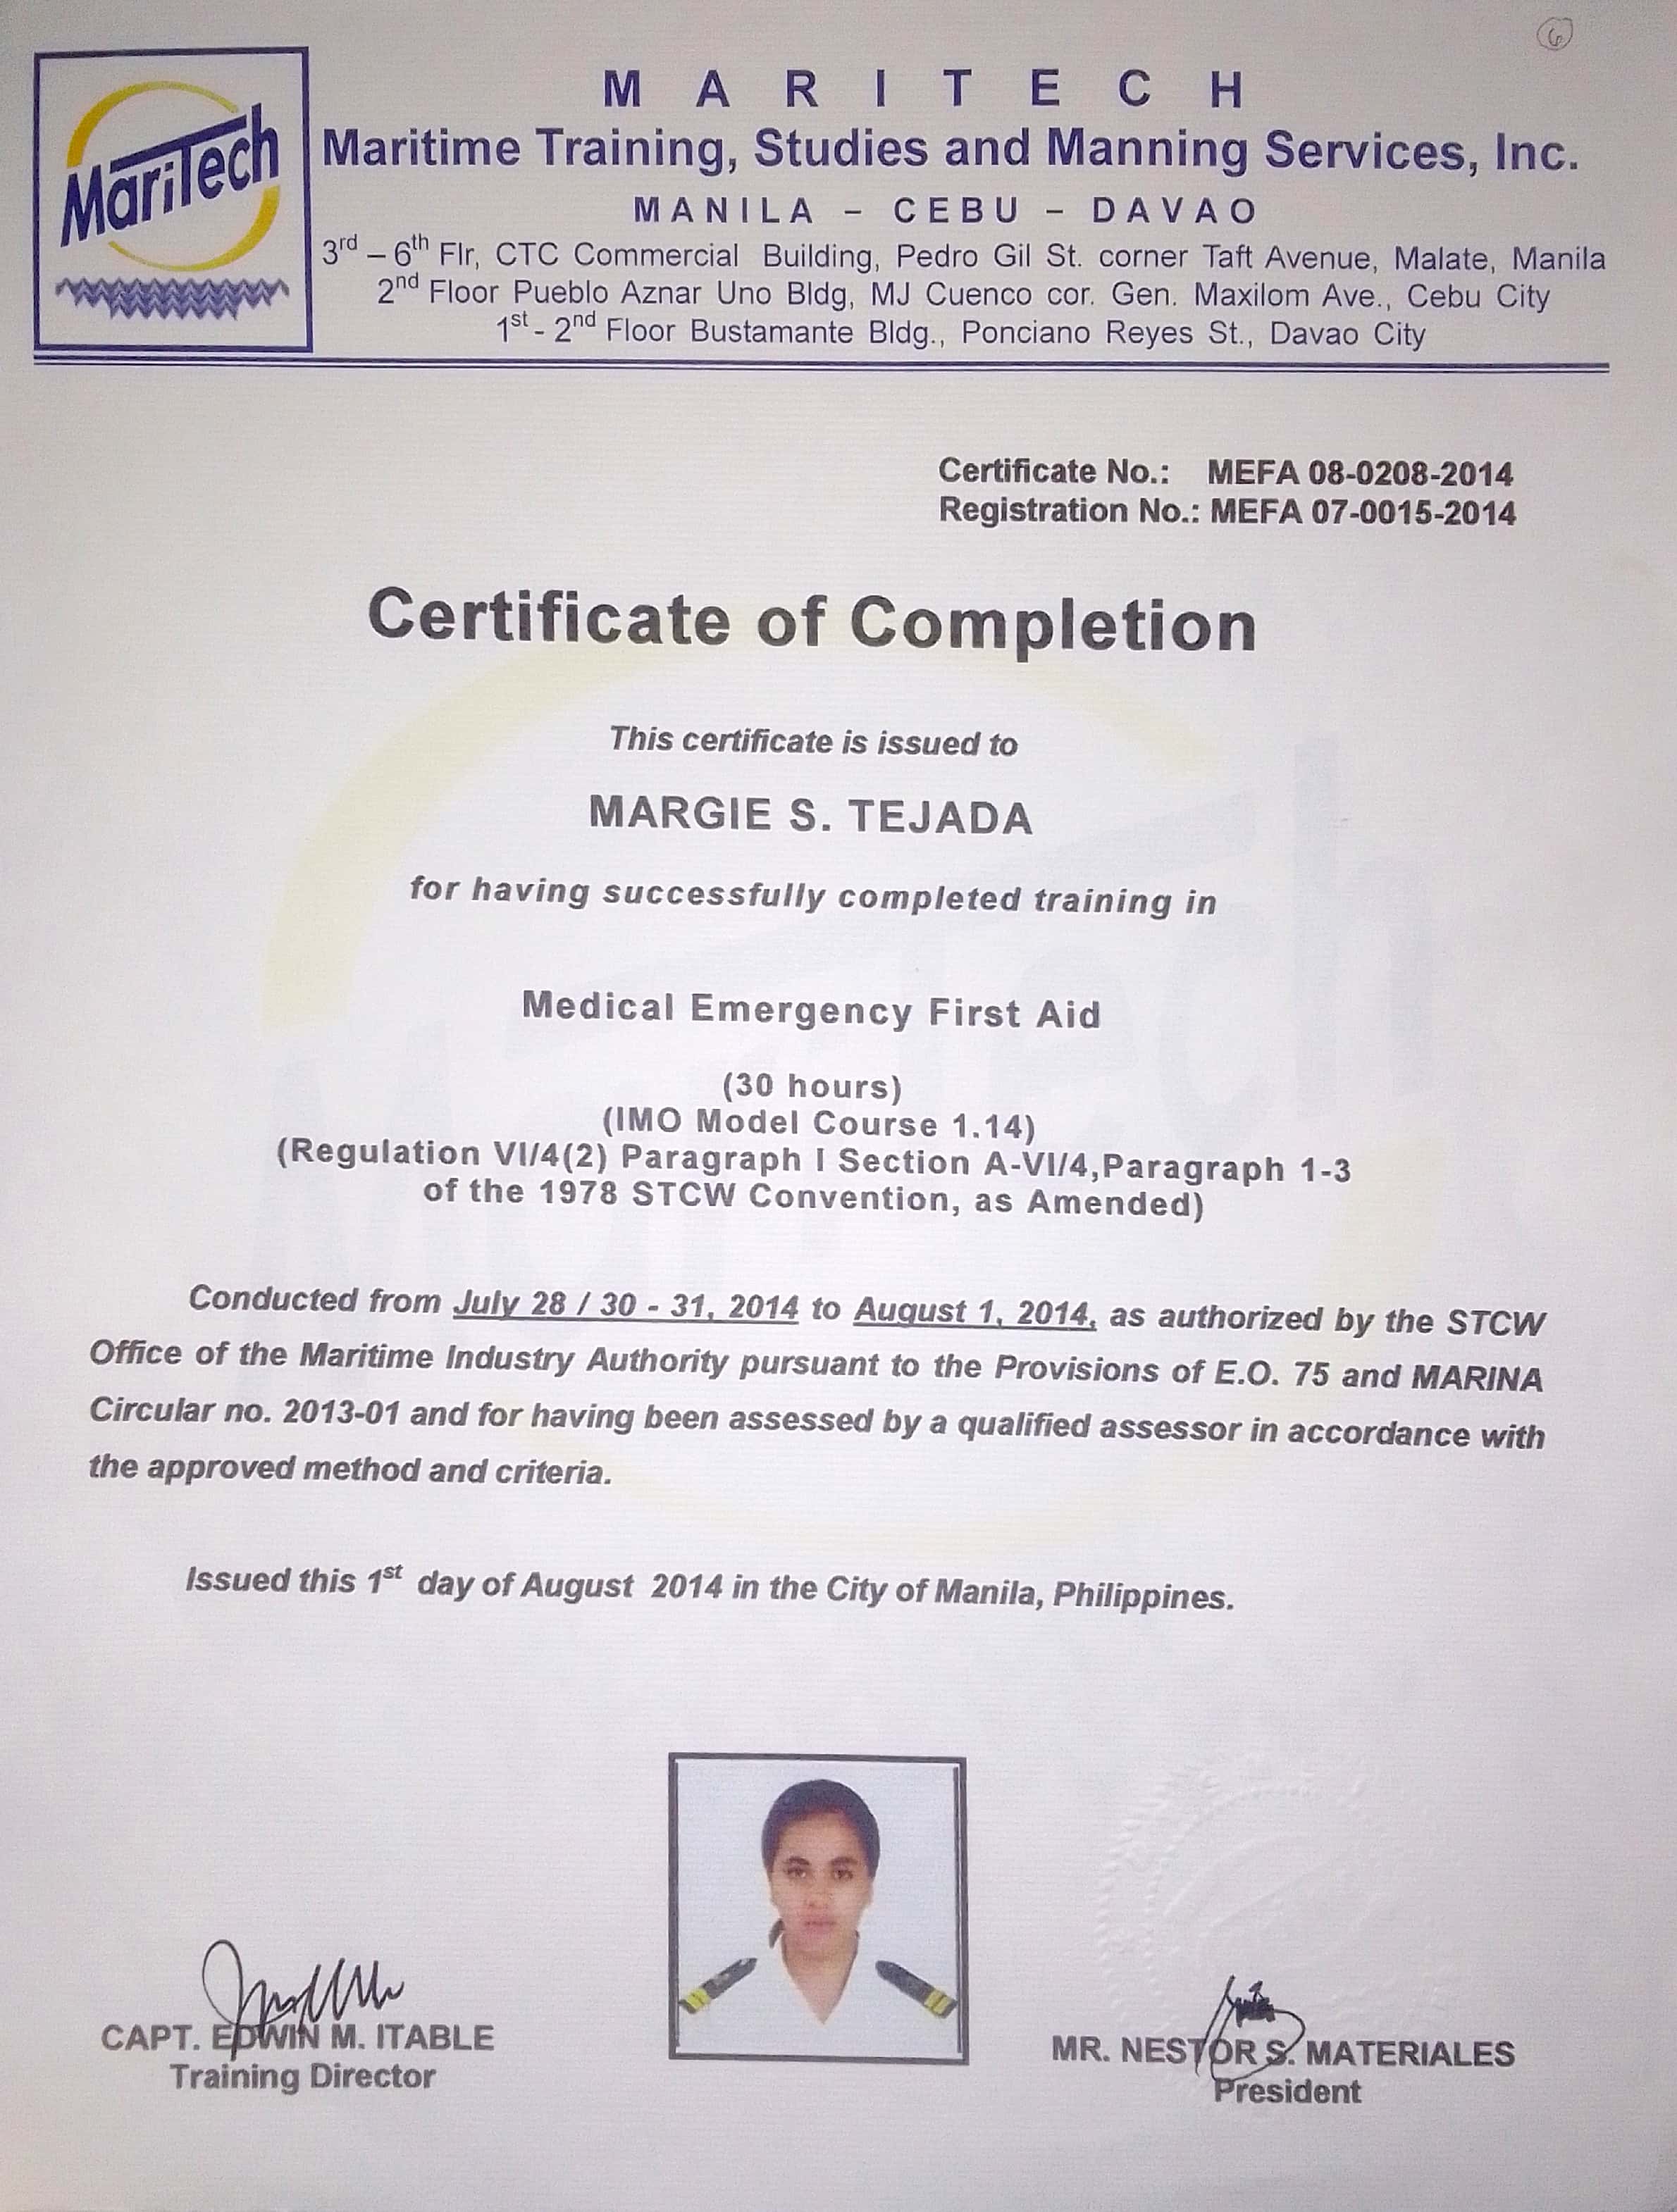 6
MariTech
M A R I T E C H
Maritime Training, Studies and Manning Services, Inc.
MANILA – CEBU – DAVAO
3rd – 6th Flr, CTC Commercial Building, Pedro Gil St. corner Taft Avenue, Malate, Manila
2nd Floor Pueblo Aznar Uno Bldg, MJ Cuenco cor. Gen. Maxilom Ave., Cebu City
1st - 2nd Floor Bustamante Bldg., Ponciano Reyes St., Davao City
Certificate No.: MEFA 08-0208-2014
Registration No.: MEFA 07-0015-2014
Certificate of Completion
This certificate is issued to
MARGIE S. TEJADA
for having successfully completed training in
Medical Emergency First Aid
(30 hours)
(IMO Model Course 1.14)
(Regulation VI/4(2) Paragraph I Section A-VI/4,Paragraph 1-3
of the 1978 STCW Convention, as Amended)
Conducted from July 28 / 30 - 31, 2014 to August 1, 2014, as authorized by the STCW
Office of the Maritime Industry Authority pursuant to the Provisions of E.O. 75 and MARINA
Circular no. 2013-01 and for having been assessed by a qualified assessor in accordance with
the approved method and criteria.
Issued this 1st day of August 2014 in the City of Manila, Philippines.
CAPT. EDWIN M. ITABLE
Training Director
MR. NESTOR S. MATERIALES
President